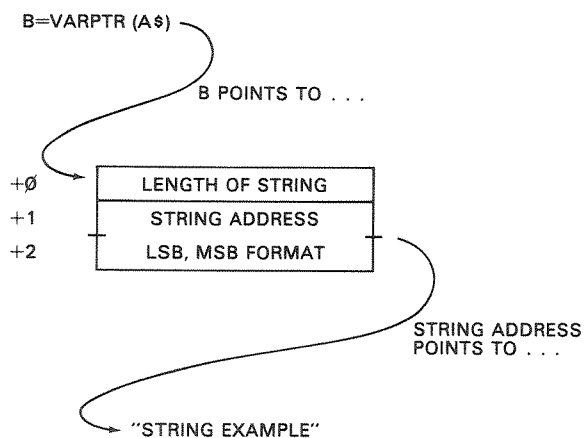 B=VARPTR (A$)
B POINTS TO . . .
+Ø LENGTH OF STRING
+1 STRING ADDRESS
+2 LSB, MSB FORMAT
STRING ADDRESS
POINTS TO . . .
"STRING EXAMPLE"